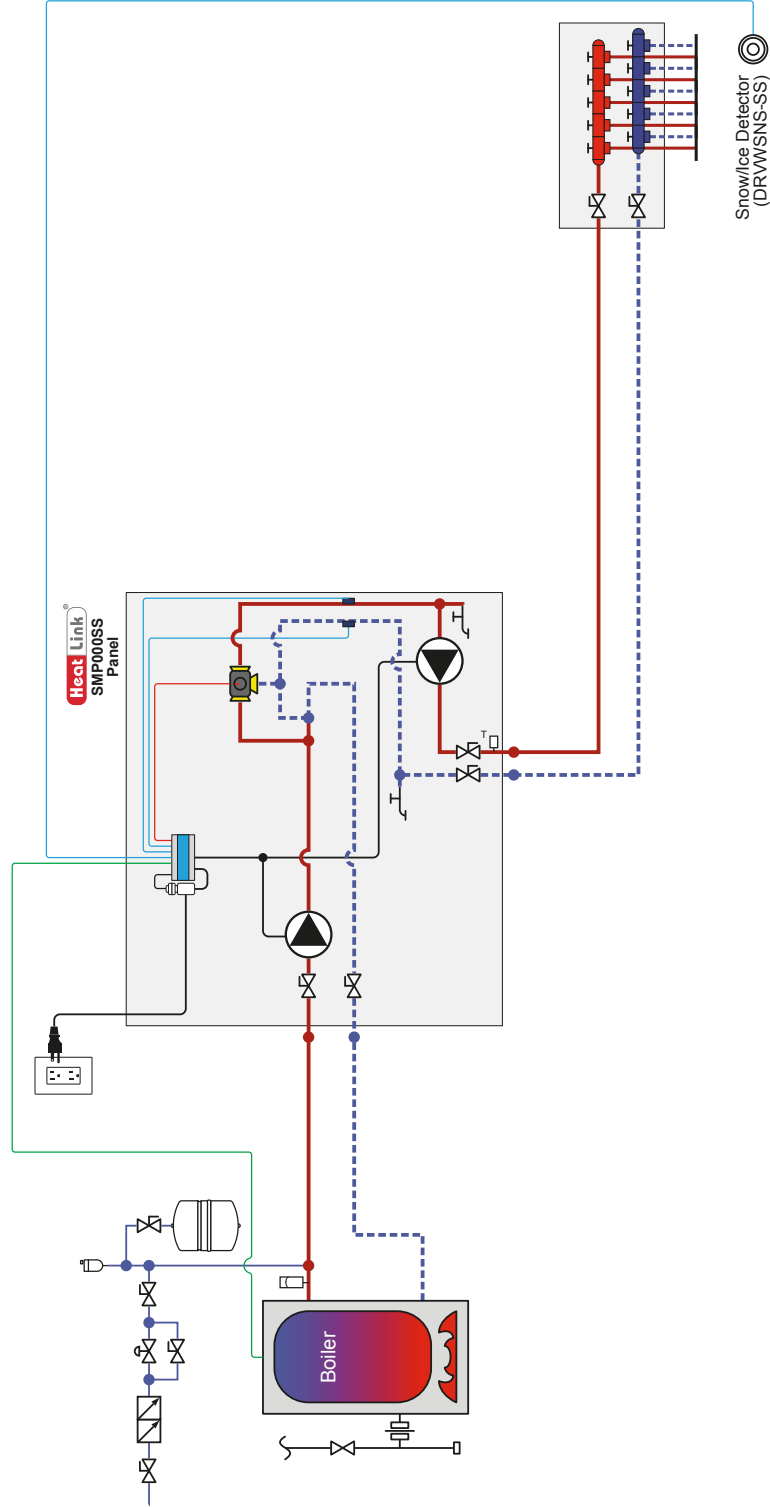 Snow/Ice Detector
(DRVWSNS-SS)
Heat Link®
SMP000SS
Panel
T
Boiler